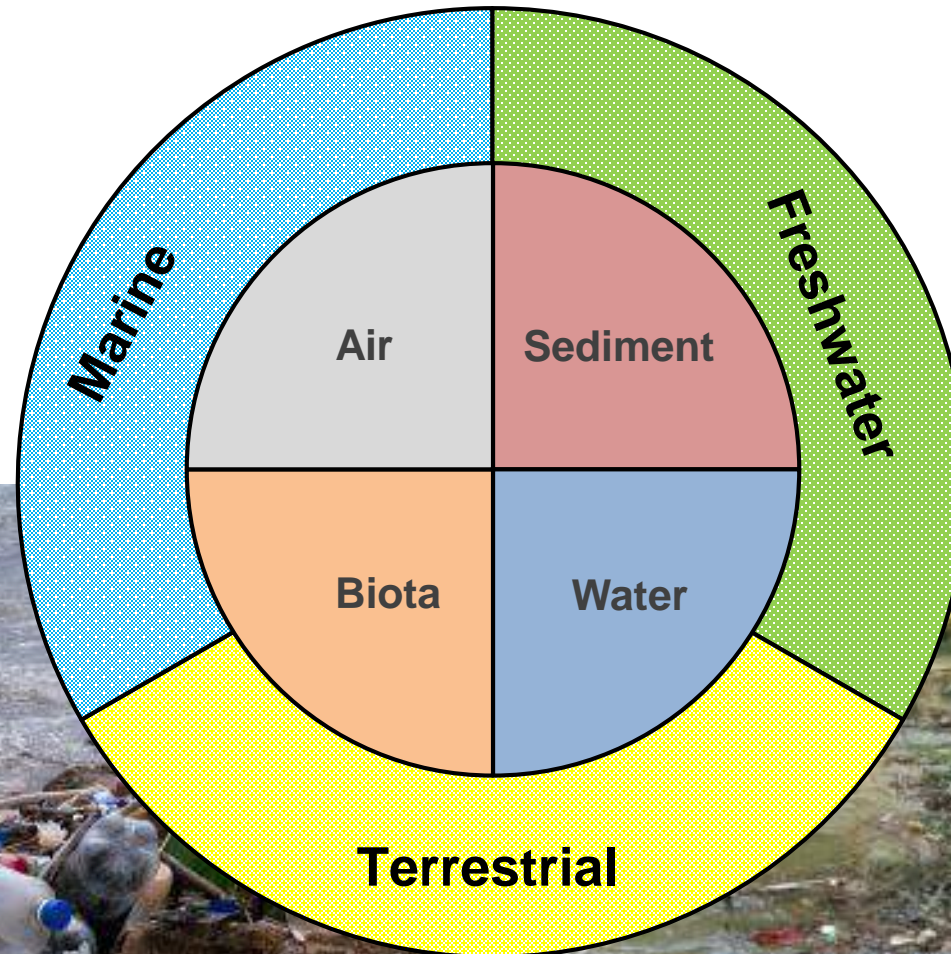 Marine
Freshwater
Air
Sediment
Biota
Water
Terrestrial